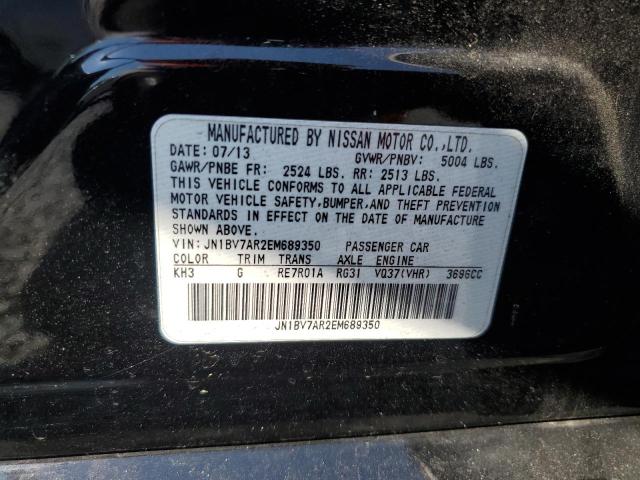 MANUFACTURED BY NISSAN MOTOR CO.,LTD.
DATE: 07/13 GVWR/PNBV: 5004 LBS.
GAWR/PNBE FR: 2524 LBS. RR: 2513 LBS.
THIS VEHICLE CONFORMS TO ALL APPLICABLE FEDERAL
MOTOR VEHICLE SAFETY,BUMPER,AND THEFT PREVENTION
STANDARDS IN EFFECT ON THE DATE OF MANUFACTURE
SHOWN ABOVE.
VIN:JN1BV7AR2EM689350 PASSENGER CAR
COLOR TRIM TRANS AXLE ENGINE
KH3 G RE7R01A RG31 VQ37(VHR) 3696CC
JN1BV7AR2EM689350